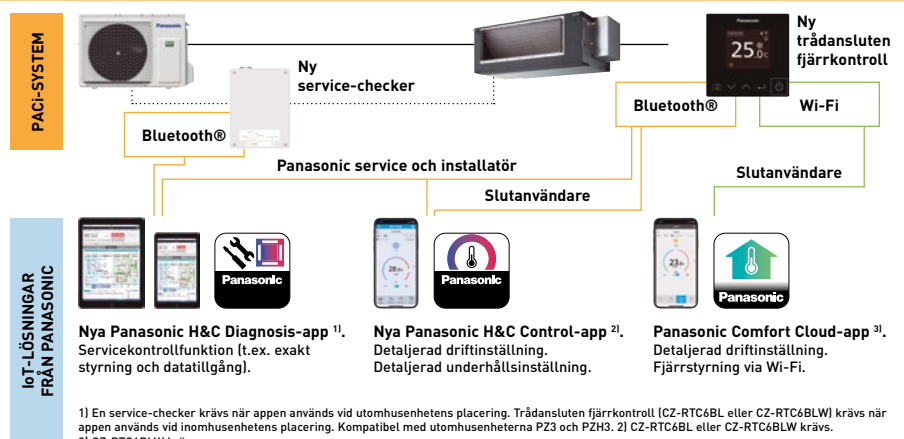 PACi-SYSTEM
Panasonic
Ny
service-checker
Panasonic
25.0c
Ny
trådansluten
fjärrkontroll
Bluetooth®
Bluetooth®
Wi-Fi
Panasonic service och installatör
Slutanvändare
Slutanvändare
IoT-LÖSNINGAR
FRÅN PANASONIC
Panasonic
Panasonic
Panasonic
Nya Panasonic H&C Diagnosis-app 1).
Servicekontrollfunktion (t.ex. exakt
styrning och datatillgång).
Nya Panasonic H&C Control-app 2).
Detaljerad driftinställning.
Detaljerad underhållsinställning.
Panasonic Comfort Cloud-app 3).
Detaljerad driftinställning.
Fjärrstyrning via Wi-Fi.
1) En service-checker krävs när appen används vid utomhusenhetens placering. Trådansluten fjärrkontroll (CZ-RTC6BL eller CZ-RTC6BLW) krävs när
appen används vid inomhusenhetens placering. Kompatibel med utomhusenheterna PZ3 och PZH3. 2) CZ-RTC6BL eller CZ-RTC6BLW krävs.